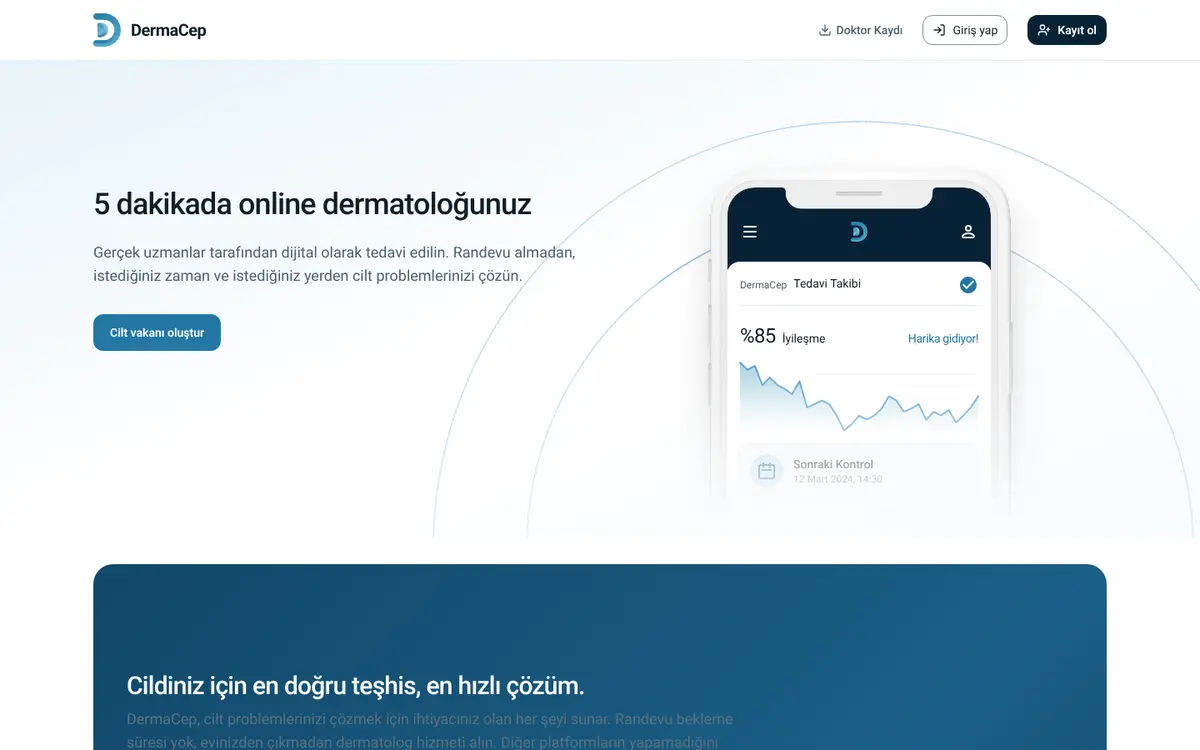 DermaCep
Doktor Kaydı
Giriş yap
Kayıt ol
5 dakikada online dermatoloğunuz
Gerçek uzmanlar tarafından dijital olarak tedavi edilin. Randevu almadan,
istediğiniz zaman ve istediğiniz yerden cilt problemlerinizi çözün.
Cilt vakanı oluştur
DermaCep Tedavi Takibi
%85 İyileşme
Harika gidiyor!
Sonraki Kontrol
12 Mart 2024, 14:30
Cildiniz için en doğru teşhis, en hızlı çözüm.
DermaCep, cilt problemlerinizi çözmek için ihtiyacınız olan her şeyi sunar. Randevu bekleme
süresi yok, evinizden çıkmadan dermatolog hizmeti alın. Diğer platformların yapamadığını